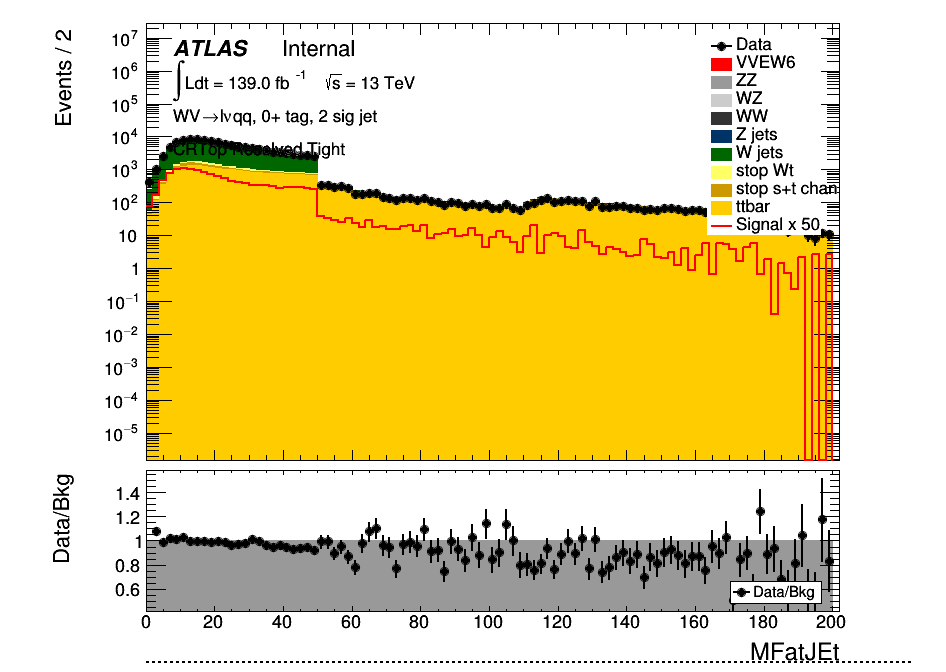 Events / 2
10⁷
10⁶
10⁵
10⁴
10³
10²
10
1
10⁻¹
10⁻²
10⁻³
10⁻⁴
10⁻⁵
ATLAS Internal
∫Ldt = 139.0 fb⁻¹ √s = 13 TeV
WV→lνqq, 0+ tag, 2 sig jet
CRTop Resolved Tight
Data
VVEW6
ZZ
WZ
WW
Z jets
W jets
stop Wt
stop s+t chan
ttbar
Signal x 50
Data/Bkg
1.4
1.2
1
0.8
0.6
Data/Bkg
0 20 40 60 80 100 120 140 160 180 200
MFatJEt